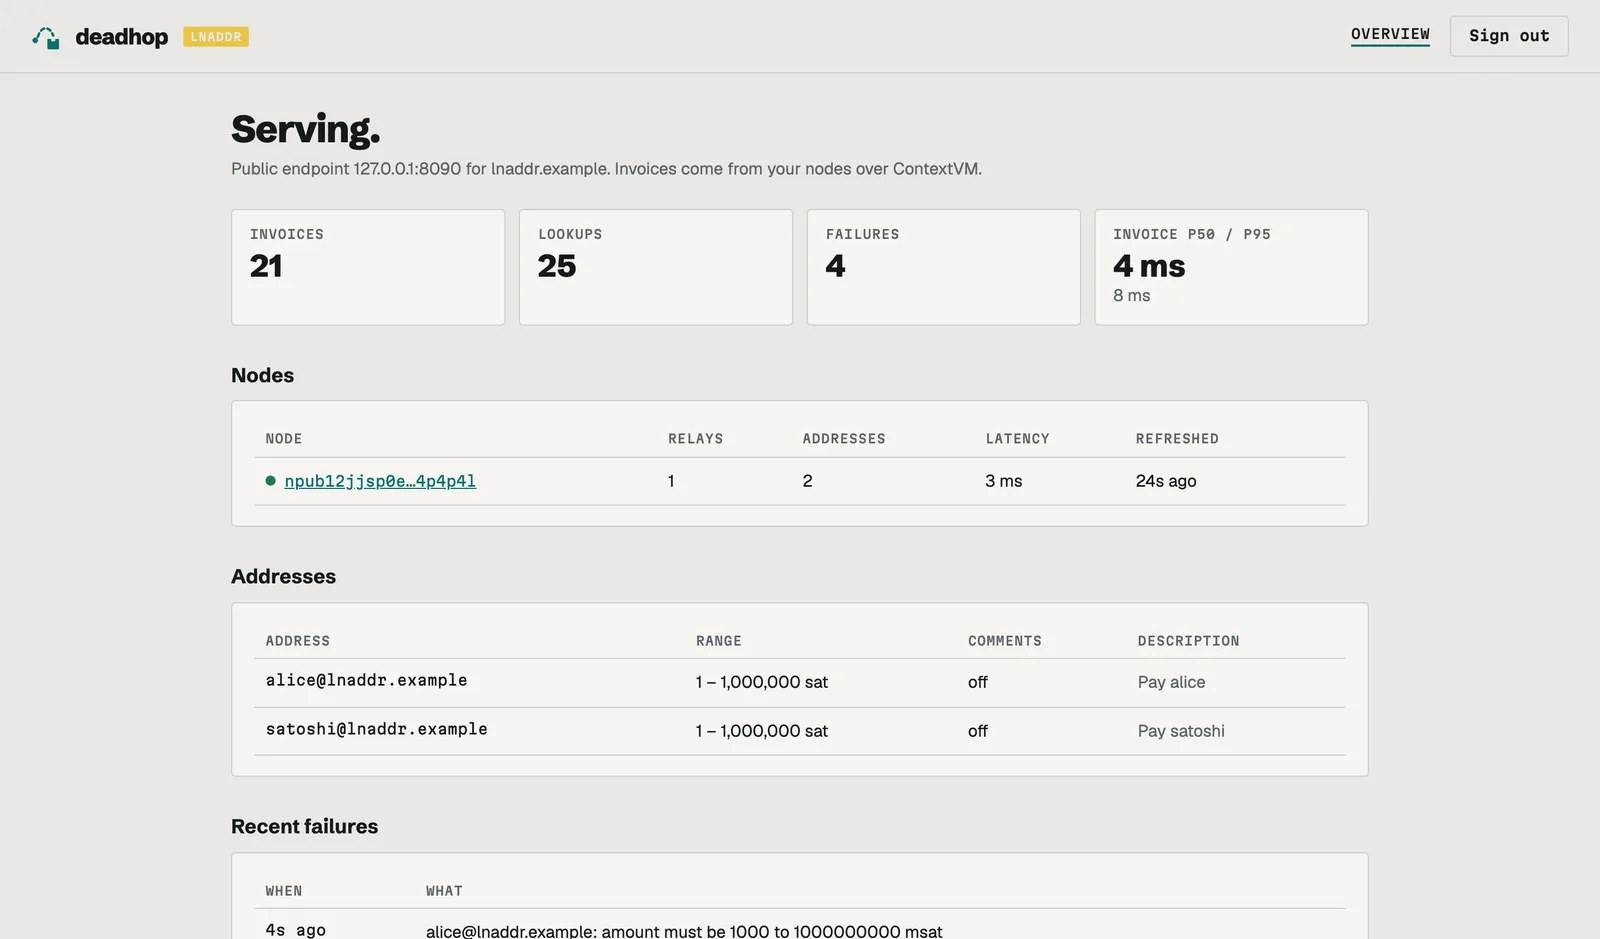 deadhop LNADDR OVERVIEW Sign out
Serving.
Public endpoint 127.0.0.1:8090 for lnaddr.example. Invoices come from your nodes over ContextVM.
INVOICES LOOKUPS FAILURES INVOICE P50 / P95
21 25 4 4 ms
8 ms
Nodes
NODE RELAYS ADDRESSES LATENCY REFRESHED
npub12jjsp0e…4p4p4l 1 2 3 ms 24s ago
Addresses
ADDRESS RANGE COMMENTS DESCRIPTION
alice@lnaddr.example 1 – 1,000,000 sat off Pay alice
satoshi@lnaddr.example 1 – 1,000,000 sat off Pay satoshi
Recent failures
WHEN WHAT
4s ago alice@lnaddr.example: amount must be 1000 to 1000000000 msat